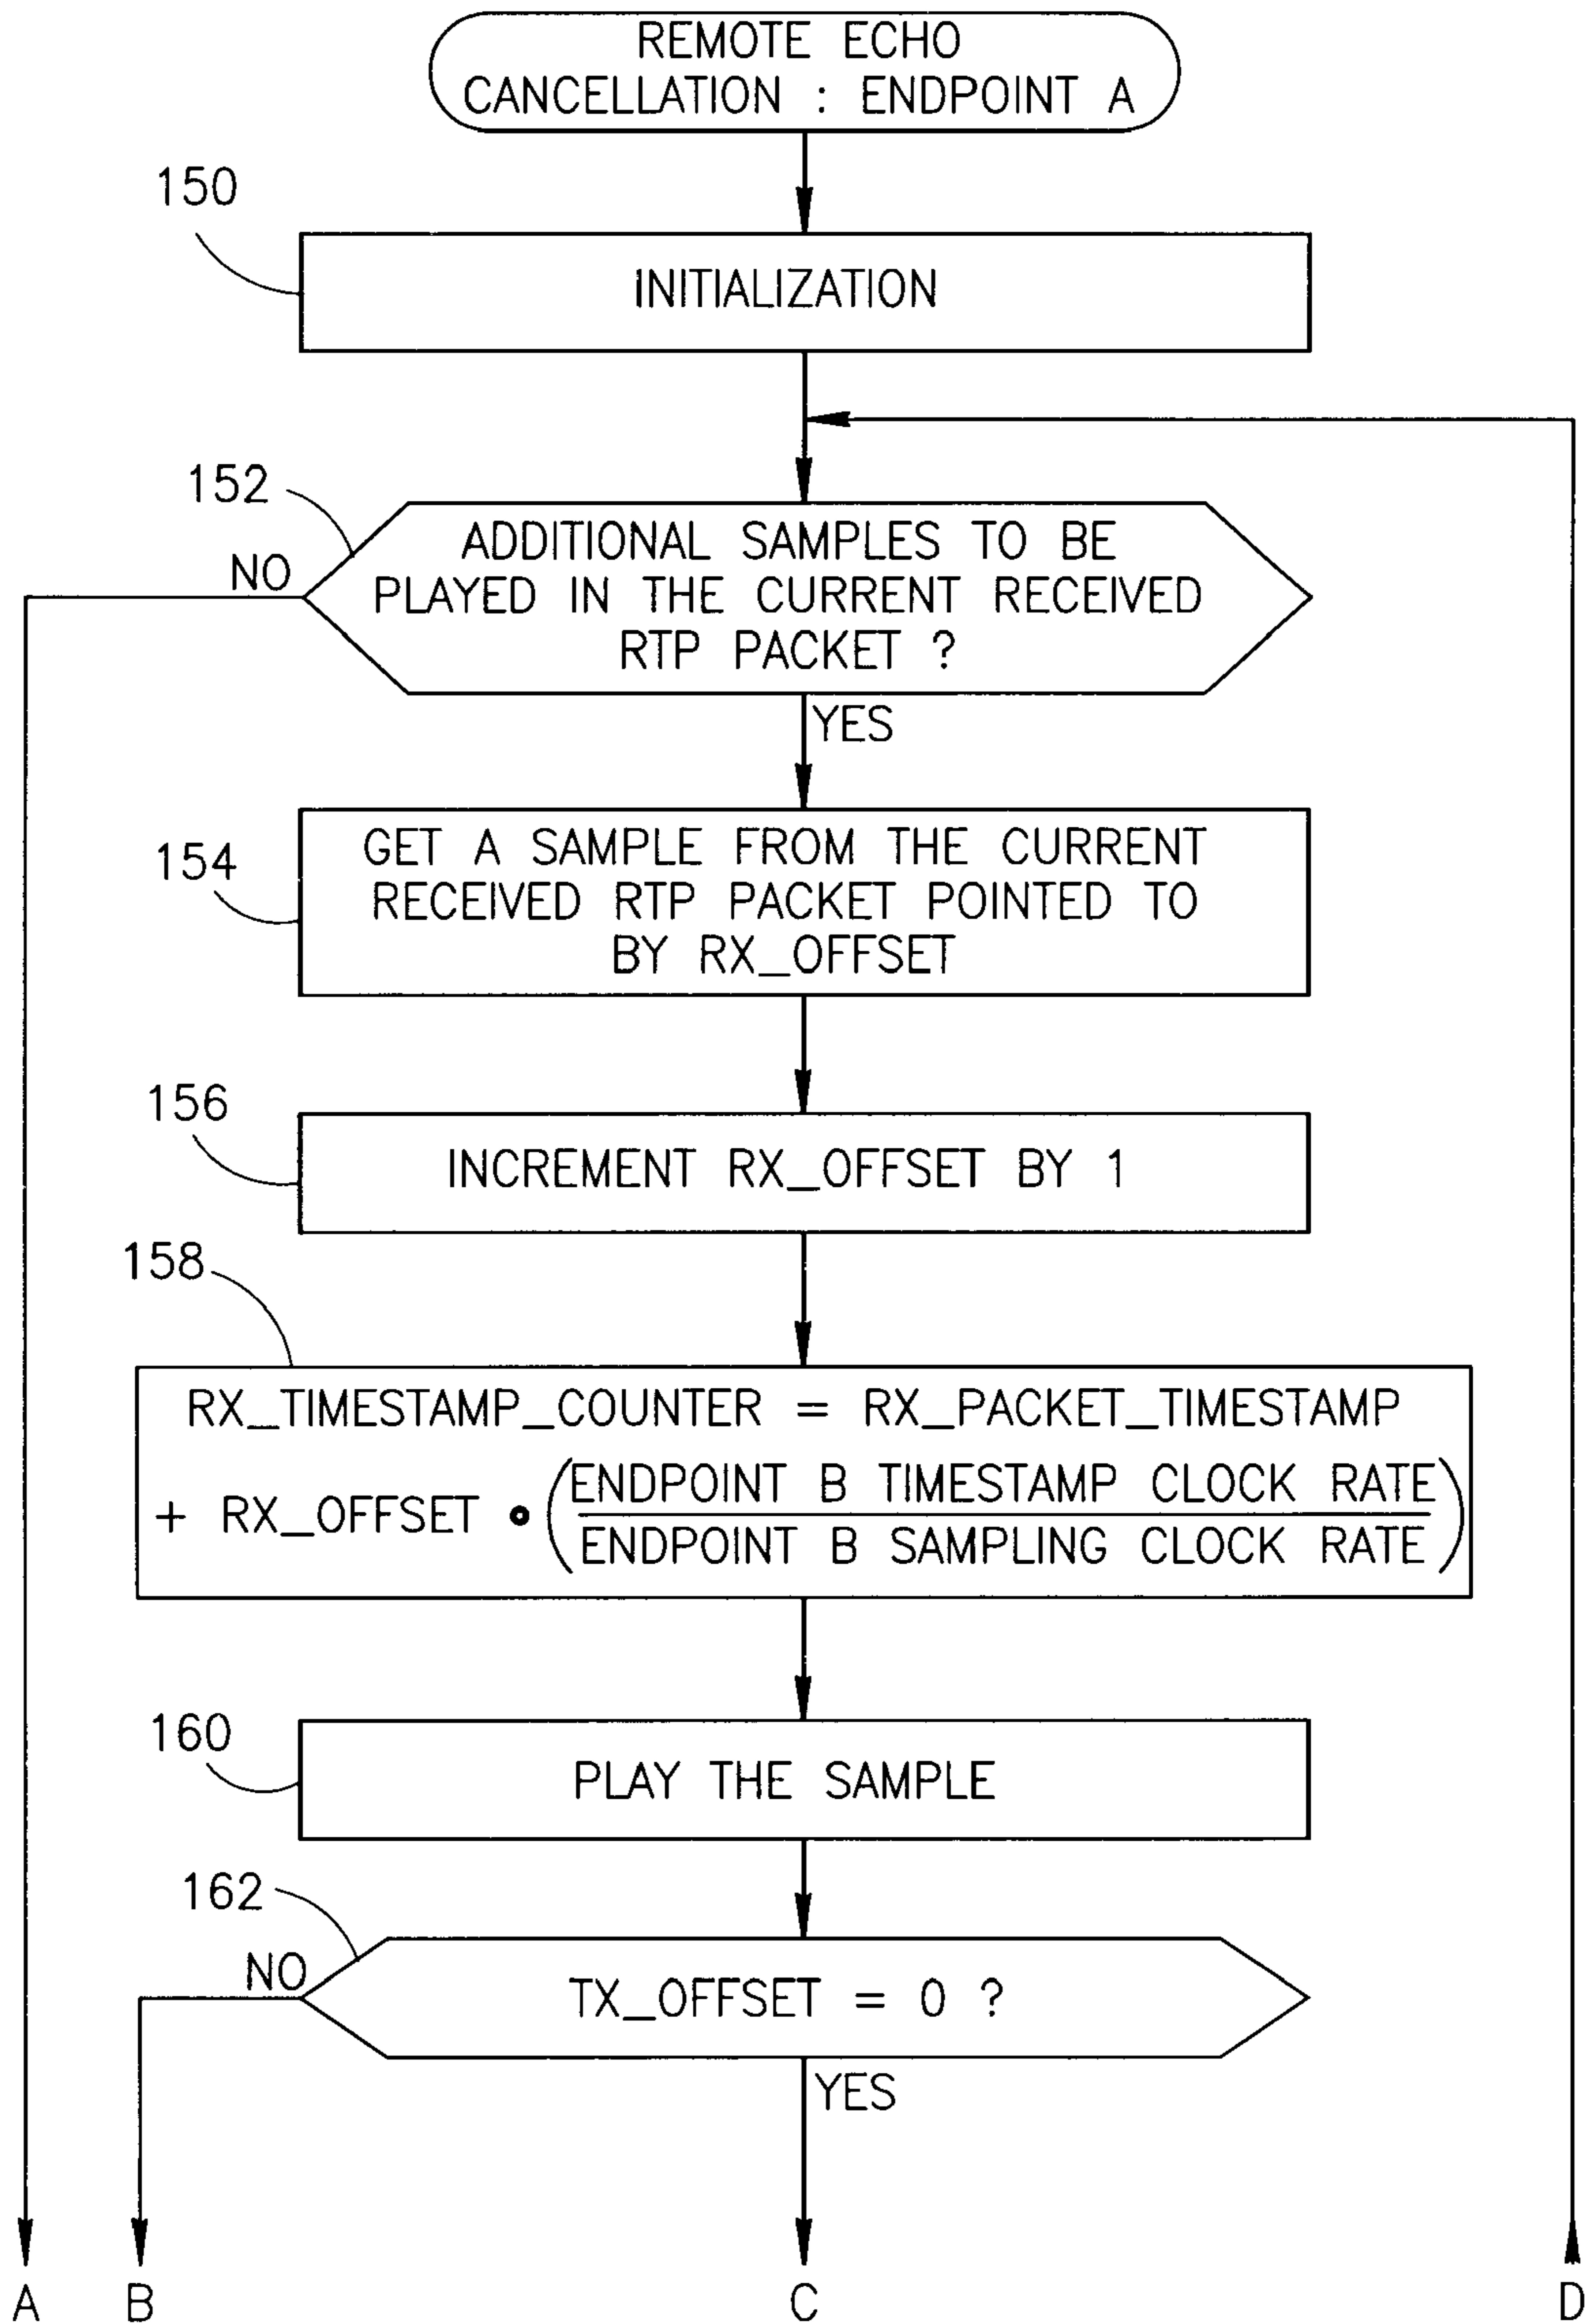 REMOTE ECHO
CANCELLATION : ENDPOINT A
150
INITIALIZATION
152
NO
ADDITIONAL SAMPLES TO BE
PLAYED IN THE CURRENT RECEIVED
RTP PACKET ?
YES
154
GET A SAMPLE FROM THE CURRENT
RECEIVED RTP PACKET POINTED TO
BY RX_OFFSET
156
INCREMENT RX_OFFSET BY 1
158
RX_TIMESTAMP_COUNTER = RX_PACKET_TIMESTAMP
+ RX_OFFSET • (ENDPOINT B TIMESTAMP CLOCK RATE
ENDPOINT B SAMPLING CLOCK RATE)
160
PLAY THE SAMPLE
162
NO
TX_OFFSET = 0 ?
YES
A B C D